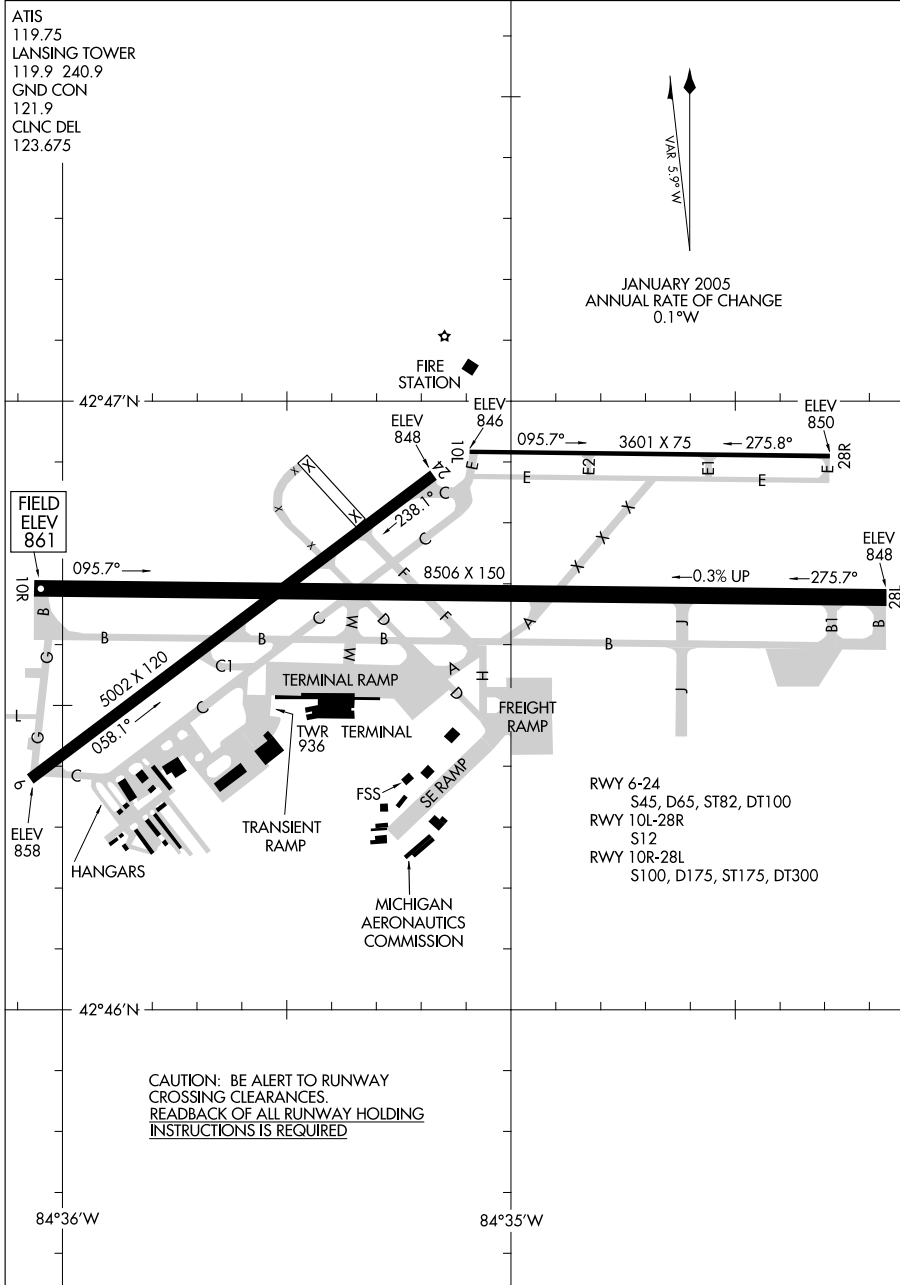 ATIS
119.75
LANSING TOWER
119.9 240.9
GND CON
121.9
CLNC DEL
123.675
VAR 5.9° W
JANUARY 2005
ANNUAL RATE OF CHANGE
0.1°W
FIRE
STATION
42°47'N
ELEV
848
ELEV
846
ELEV
850
10L
095.7°
3601 X 75
275.8°
28R
24
E
E2
E1
E
E
E
C
X
X
X
X
X
238.1°
C
F
X
X
X
FIELD
ELEV
861
10R
095.7°
8506 X 150
0.3% UP
275.7°
ELEV
848
28L
B
B
B
B
C
W
W
D
F
A
B
J
J
B1
B
G
G
L
5002 X 120
058.1°
C1
C
TERMINAL RAMP
A
D
H
FREIGHT
RAMP
TWR
936
TERMINAL
6
C
ELEV
858
HANGARS
TRANSIENT
RAMP
FSS
SE RAMP
MICHIGAN
AERONAUTICS
COMMISSION
RWY 6-24
S45, D65, ST82, DT100
RWY 10L-28R
S12
RWY 10R-28L
S100, D175, ST175, DT300
42°46'N
CAUTION: BE ALERT TO RUNWAY
CROSSING CLEARANCES.
READBACK OF ALL RUNWAY HOLDING
INSTRUCTIONS IS REQUIRED
84°36'W
84°35'W